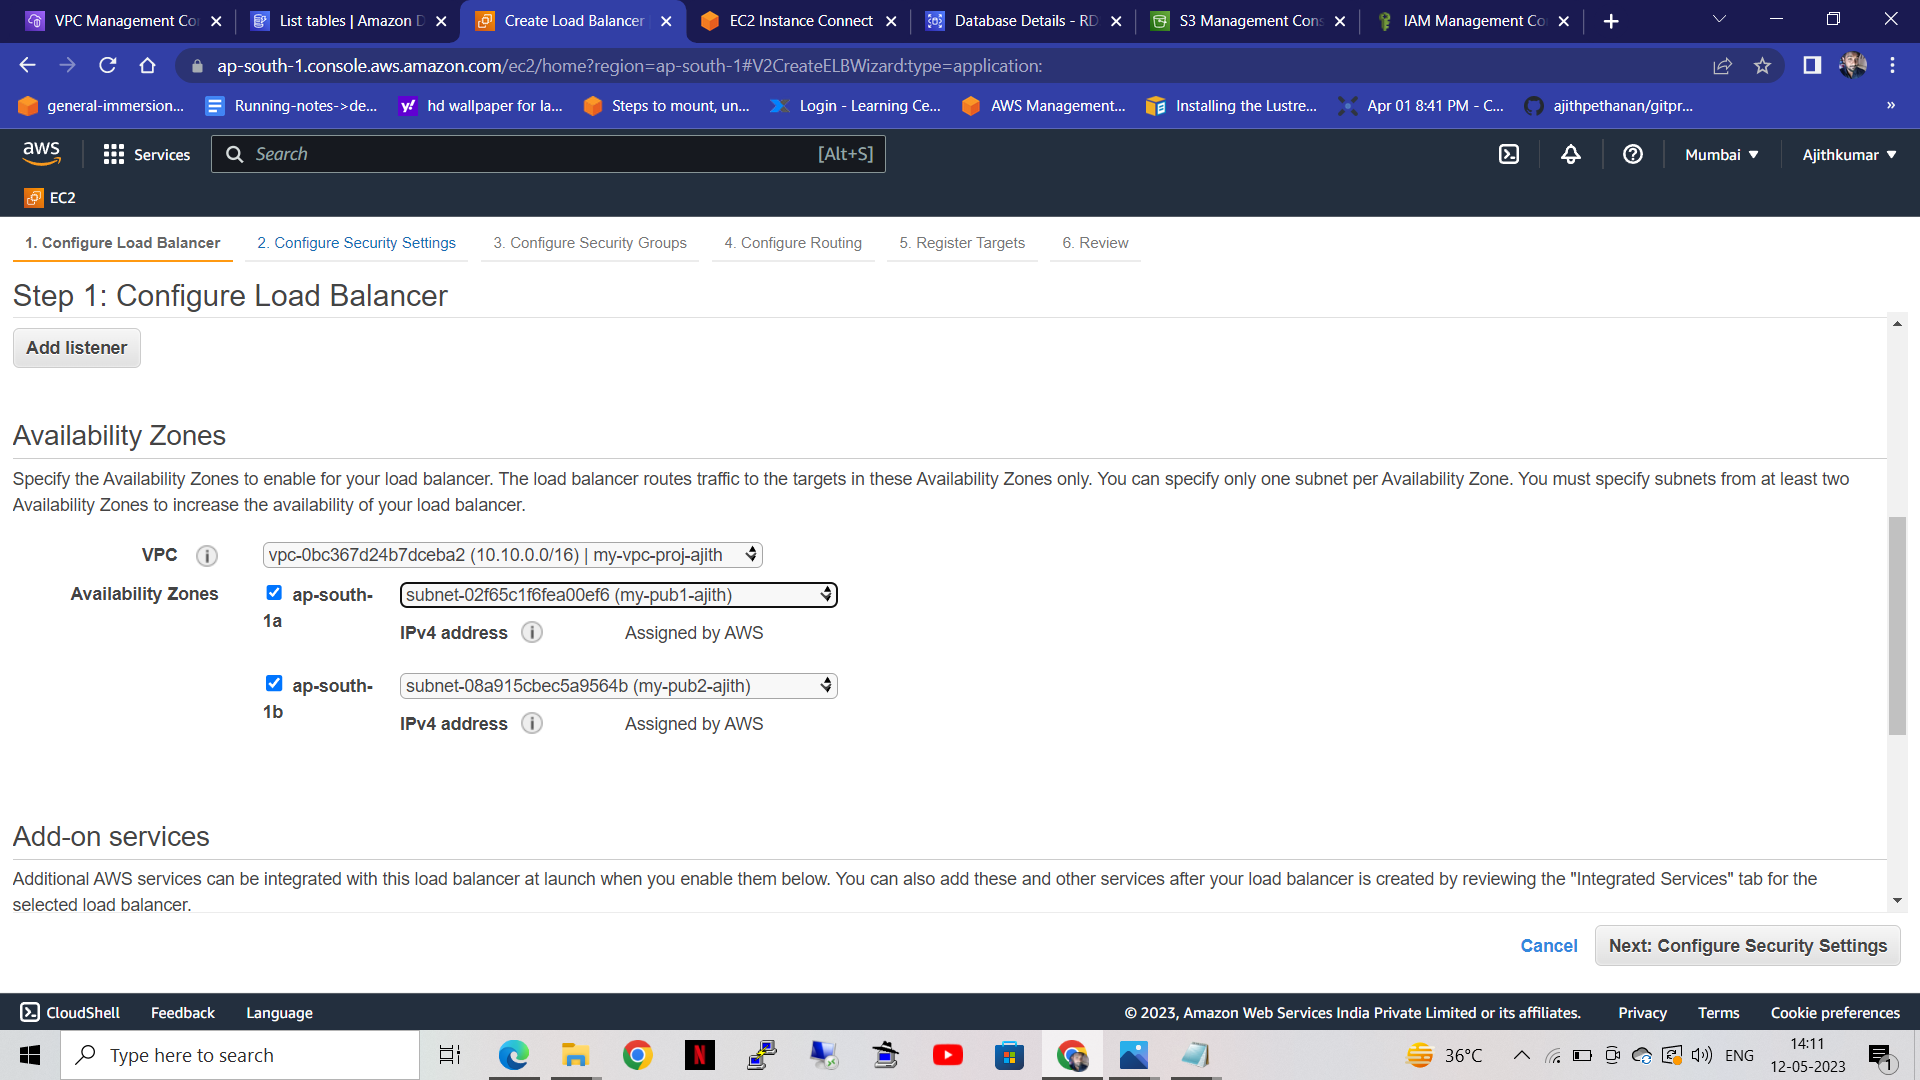 VPC Management Co
List tables | Amazon D
Create Load Balancer
EC2 Instance Connect
Database Details - RD
S3 Management Cons
IAM Management Co
ap-south-1.console.aws.amazon.com/ec2/home?region=ap-south-1#V2CreateELBWizard:type=application:
general-immersion...
Running-notes->de...
hd wallpaper for la...
Steps to mount, un...
Login - Learning Ce...
AWS Management...
Installing the Lustre...
Apr 01 8:41 PM - C...
ajithpethanan/gitpr...
»
aws
Services
Search
[Alt+S]
Mumbai
Ajithkumar
EC2
1. Configure Load Balancer
2. Configure Security Settings
3. Configure Security Groups
4. Configure Routing
5. Register Targets
6. Review
Step 1: Configure Load Balancer
Add listener
Availability Zones
Specify the Availability Zones to enable for your load balancer. The load balancer routes traffic to the targets in these Availability Zones only. You can specify only one subnet per Availability Zone. You must specify subnets from at least two
Availability Zones to increase the availability of your load balancer.
VPC
vpc-0bc367d24b7dceba2 (10.10.0.0/16) | my-vpc-proj-ajith
Availability Zones
ap-south-
1a
subnet-02f65c1f6fea00ef6 (my-pub1-ajith)
IPv4 address
Assigned by AWS
ap-south-
1b
subnet-08a915cbec5a9564b (my-pub2-ajith)
IPv4 address
Assigned by AWS
Add-on services
Additional AWS services can be integrated with this load balancer at launch when you enable them below. You can also add these and other services after your load balancer is created by reviewing the "Integrated Services" tab for the
selected load balancer.
Cancel
Next: Configure Security Settings
CloudShell
Feedback
Language
© 2023, Amazon Web Services India Private Limited or its affiliates.
Privacy
Terms
Cookie preferences
Type here to search
36°C
ENG
14:11
12-05-2023
1